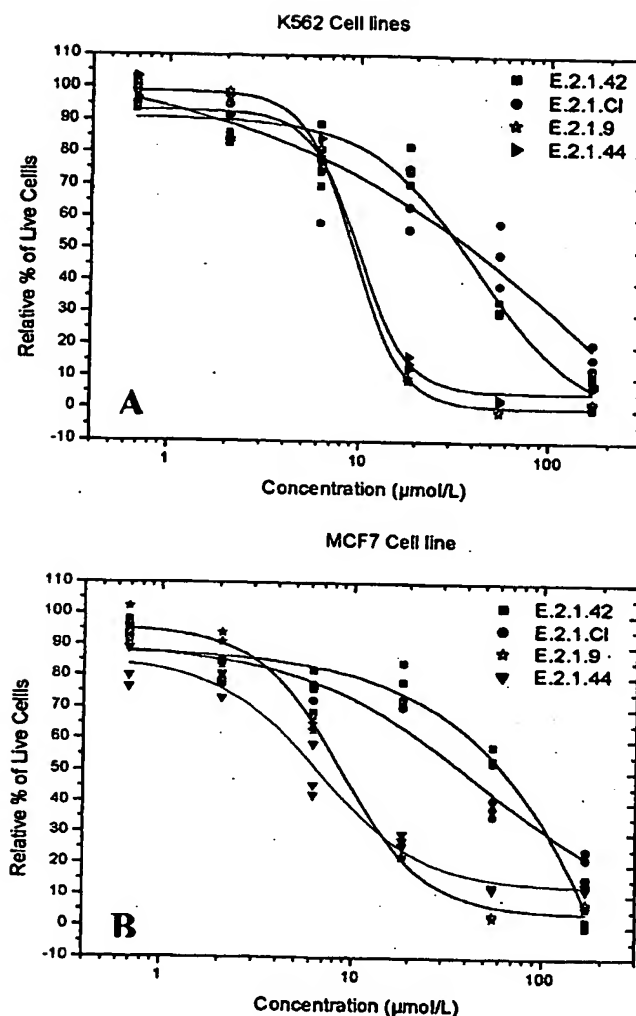 K562 Cell lines
110
100
90
80
70
60
50
40
30
20
10
0
-10
Relative % of Live Cellis
E.2.1.42
E.2.1.Cl
E.2.1.9
E.2.1.44
A
1
10
100
Concentration (µmol/L)
MCF7 Cell line
110
100
90
80
70
60
50
40
30
20
10
0
-10
Relative % of Live Cellis
E.2.1.42
E.2.1.Cl
E.2.1.9
E.2.1.44
B
1
10
100
Concentration (µmol/L)